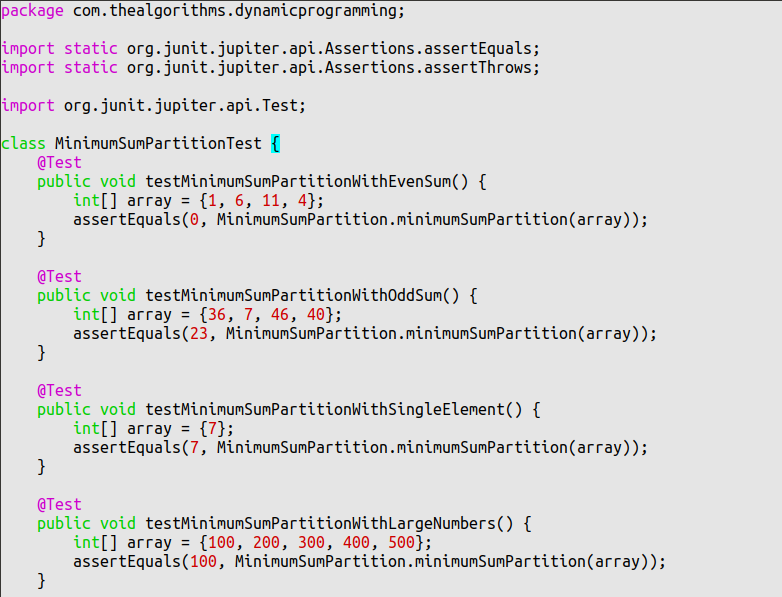 package com.thealgorithms.dynamicprogramming;
import static org.junit.jupiter.api.Assertions.assertEquals;
import static org.junit.jupiter.api.Assertions.assertThrows;
import org.junit.jupiter.api.Test;
class MinimumSumPartitionTest {
    @Test
    public void testMinimumSumPartitionWithEvenSum() {
        int[] array = {1, 6, 11, 4};
        assertEquals(0, MinimumSumPartition.minimumSumPartition(array));
    }
    @Test
    public void testMinimumSumPartitionWithOddSum() {
        int[] array = {36, 7, 46, 40};
        assertEquals(23, MinimumSumPartition.minimumSumPartition(array));
    }
    @Test
    public void testMinimumSumPartitionWithSingleElement() {
        int[] array = {7};
        assertEquals(7, MinimumSumPartition.minimumSumPartition(array));
    }
    @Test
    public void testMinimumSumPartitionWithLargeNumbers() {
        int[] array = {100, 200, 300, 400, 500};
        assertEquals(100, MinimumSumPartition.minimumSumPartition(array));
    }